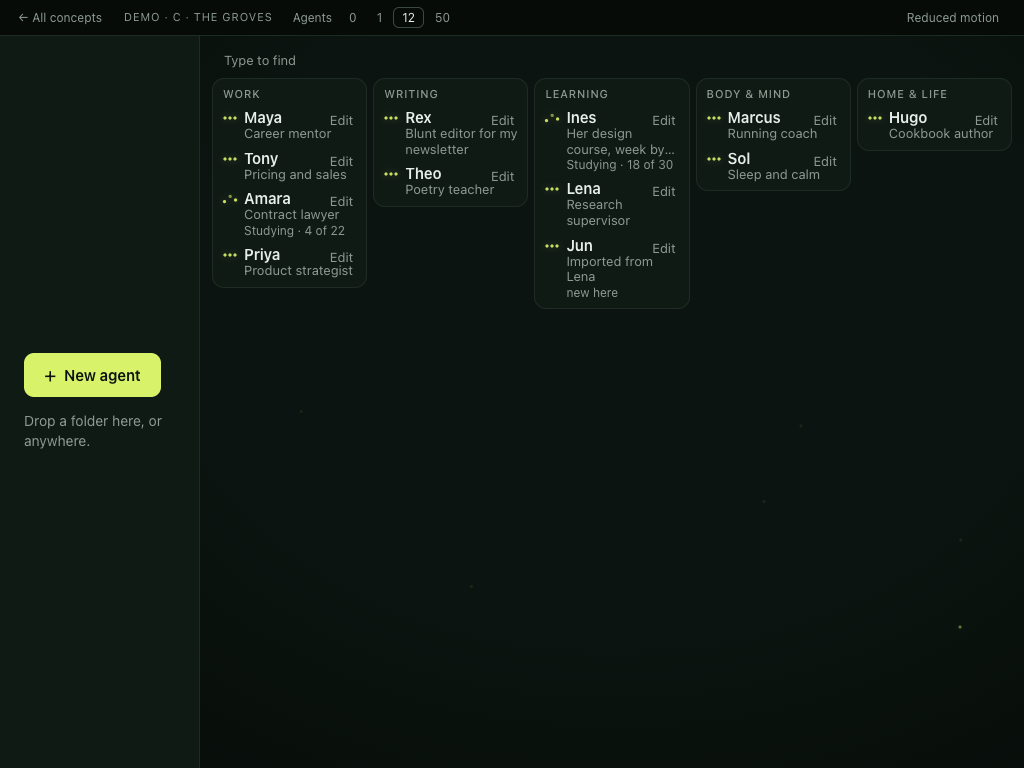 ← All concepts
DEMO · C · THE GROVES
Agents 0 1 12 50
Reduced motion
+ New agent
Drop a folder here, or
anywhere.
Type to find
WORK
Maya
Edit
Career mentor
Tony
Edit
Pricing and sales
Amara
Edit
Contract lawyer
Studying · 4 of 22
Priya
Edit
Product strategist
WRITING
Rex
Edit
Blunt editor for my
newsletter
Theo
Edit
Poetry teacher
LEARNING
Ines
Edit
Her design
course, week by…
Studying · 18 of 30
Lena
Edit
Research
supervisor
Jun
Edit
Imported from
Lena
new here
BODY & MIND
Marcus
Edit
Running coach
Sol
Edit
Sleep and calm
HOME & LIFE
Hugo
Edit
Cookbook author